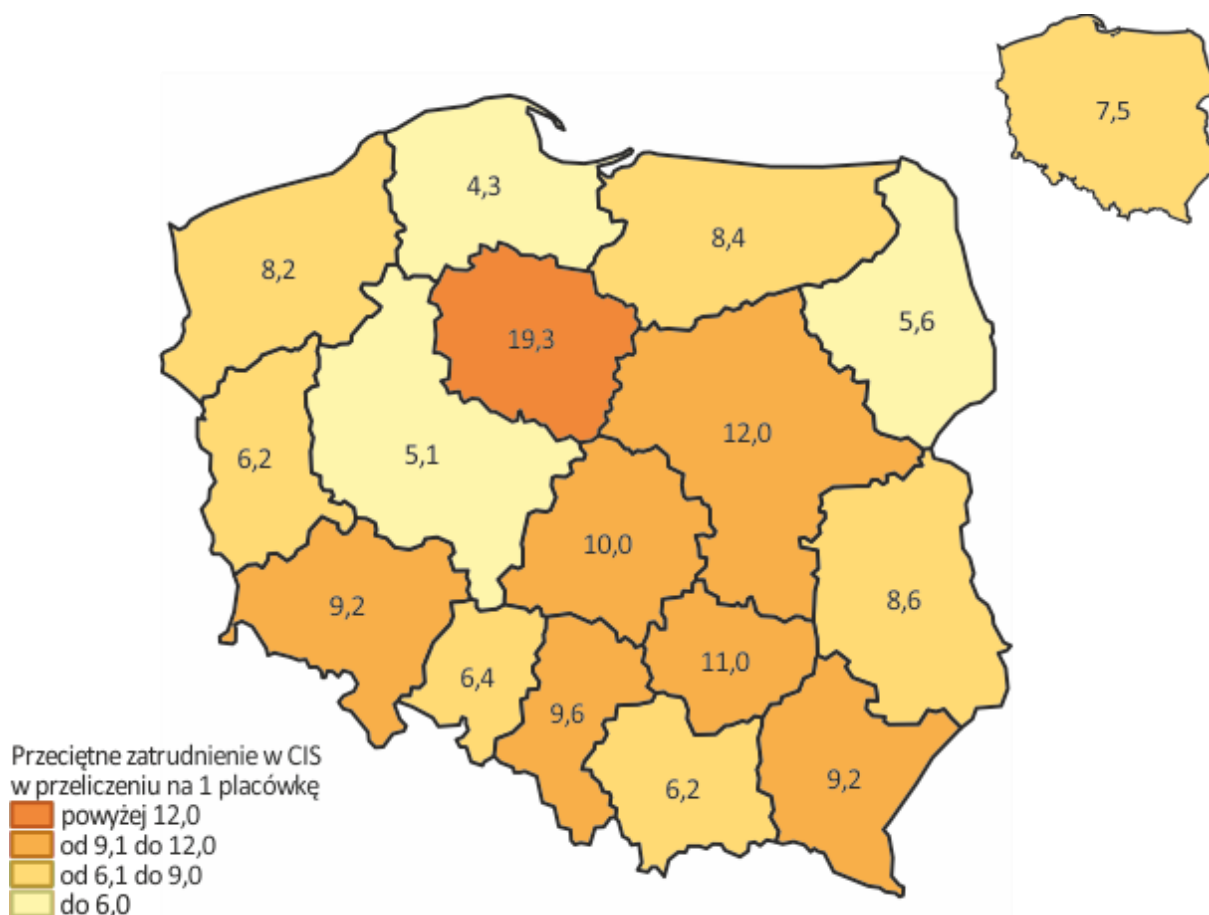 7,5
4,3
8,4
8,2
5,6
19,3
12,0
6,2
5,1
10,0
9,2
8,6
11,0
6,4
9,6
9,2
6,2
Przeciętne zatrudnienie w CIS
w przeliczeniu na 1 placówkę
powyżej 12,0
od 9,1 do 12,0
od 6,1 do 9,0
do 6,0